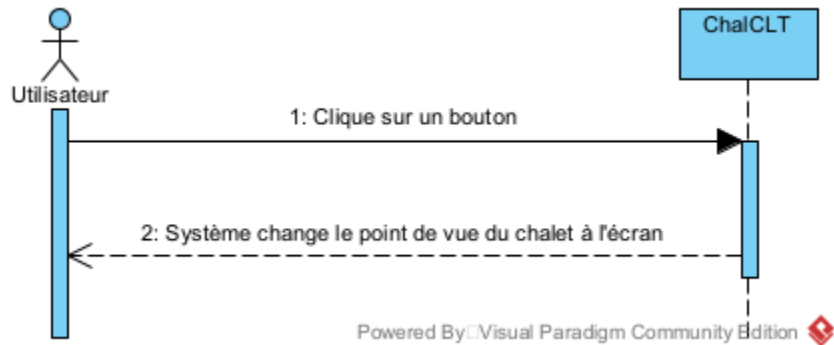 ChalCLT
Utilisateur
1: Clique sur un bouton
2: Système change le point de vue du chalet à l'écran
Powered By Visual Paradigm Community Edition